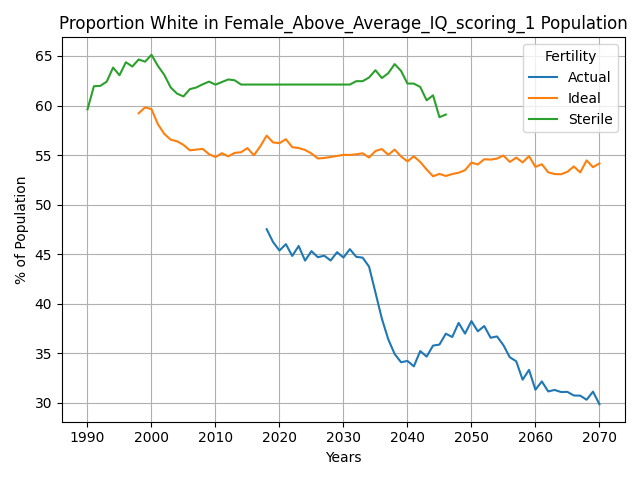 Proportion White in Female_Above_Average_IQ_scoring_1 Population
Fertility
Actual
Ideal
Sterile
% of Population
65
60
55
50
45
40
35
30
1990 2000 2010 2020 2030 2040 2050 2060 2070
Years